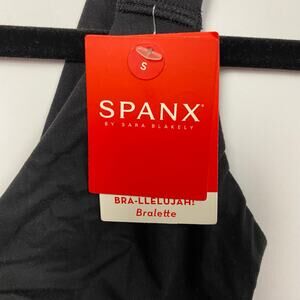 S
SPANX®
BY SARA BLAKELY
BRA-LLELUJAH!
Bralette